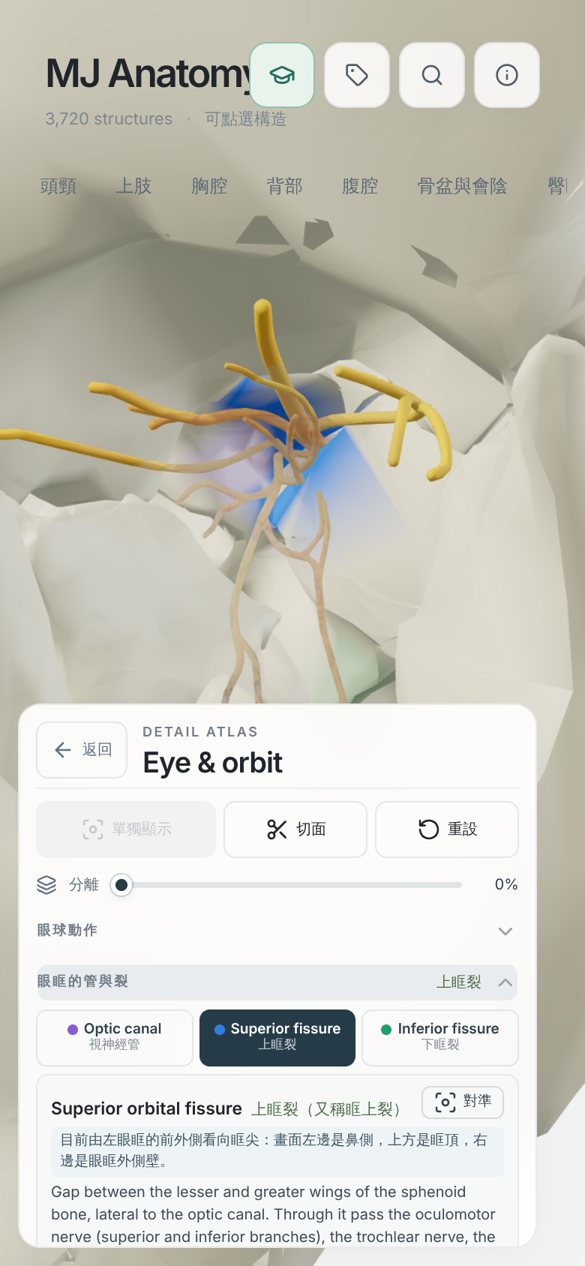 MJ Anatomy
3,720 structures · 可點選構造
頭頸 上肢 胸腔 背部 腹腔 骨盆與會陰
DETAIL ATLAS
返回
Eye & orbit
單獨顯示 切面 重設
分離 0%
眼球動作
眼眶的管與裂 上眶裂
Optic canal
視神經管
Superior fissure
上眶裂
Inferior fissure
下眶裂
Superior orbital fissure 上眶裂（又稱眶上裂） 對準
目前由左眼眶的前外側看向眶尖：畫面左邊是鼻側，上方是眶頂，右
邊是眼眶外側壁。
Gap between the lesser and greater wings of the sphenoid
bone, lateral to the optic canal. Through it pass the oculomotor
nerve (superior and inferior branches), the trochlear nerve, the